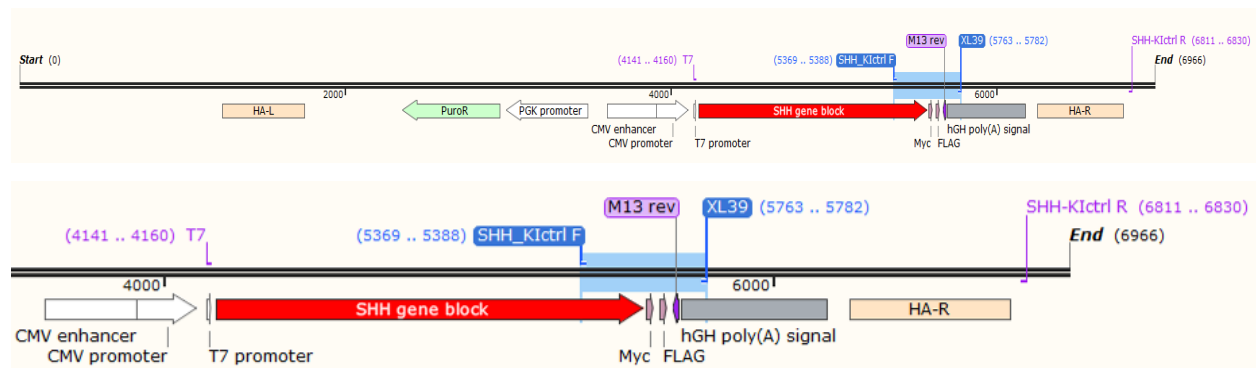 M13 rev XL39 (5763 .. 5782) SHH-KIctrl R (6811 .. 6830)
Start (0) (4141 .. 4160) T7 (5369 .. 5388) SHH_KIctrl F End (6966)
2000 4000 6000
HA-L PuroR PGK promoter SHH gene block HA-R
CMV enhancer hGH poly(A) signal
CMV promoter T7 promoter Myc FLAG
M13 rev XL39 (5763 .. 5782) SHH-KIctrl R (6811 .. 6830)
(4141 .. 4160) T7 (5369 .. 5388) SHH_KIctrl F End (6966)
4000 6000
SHH gene block HA-R
CMV enhancer hGH poly(A) signal
CMV promoter T7 promoter Myc FLAG